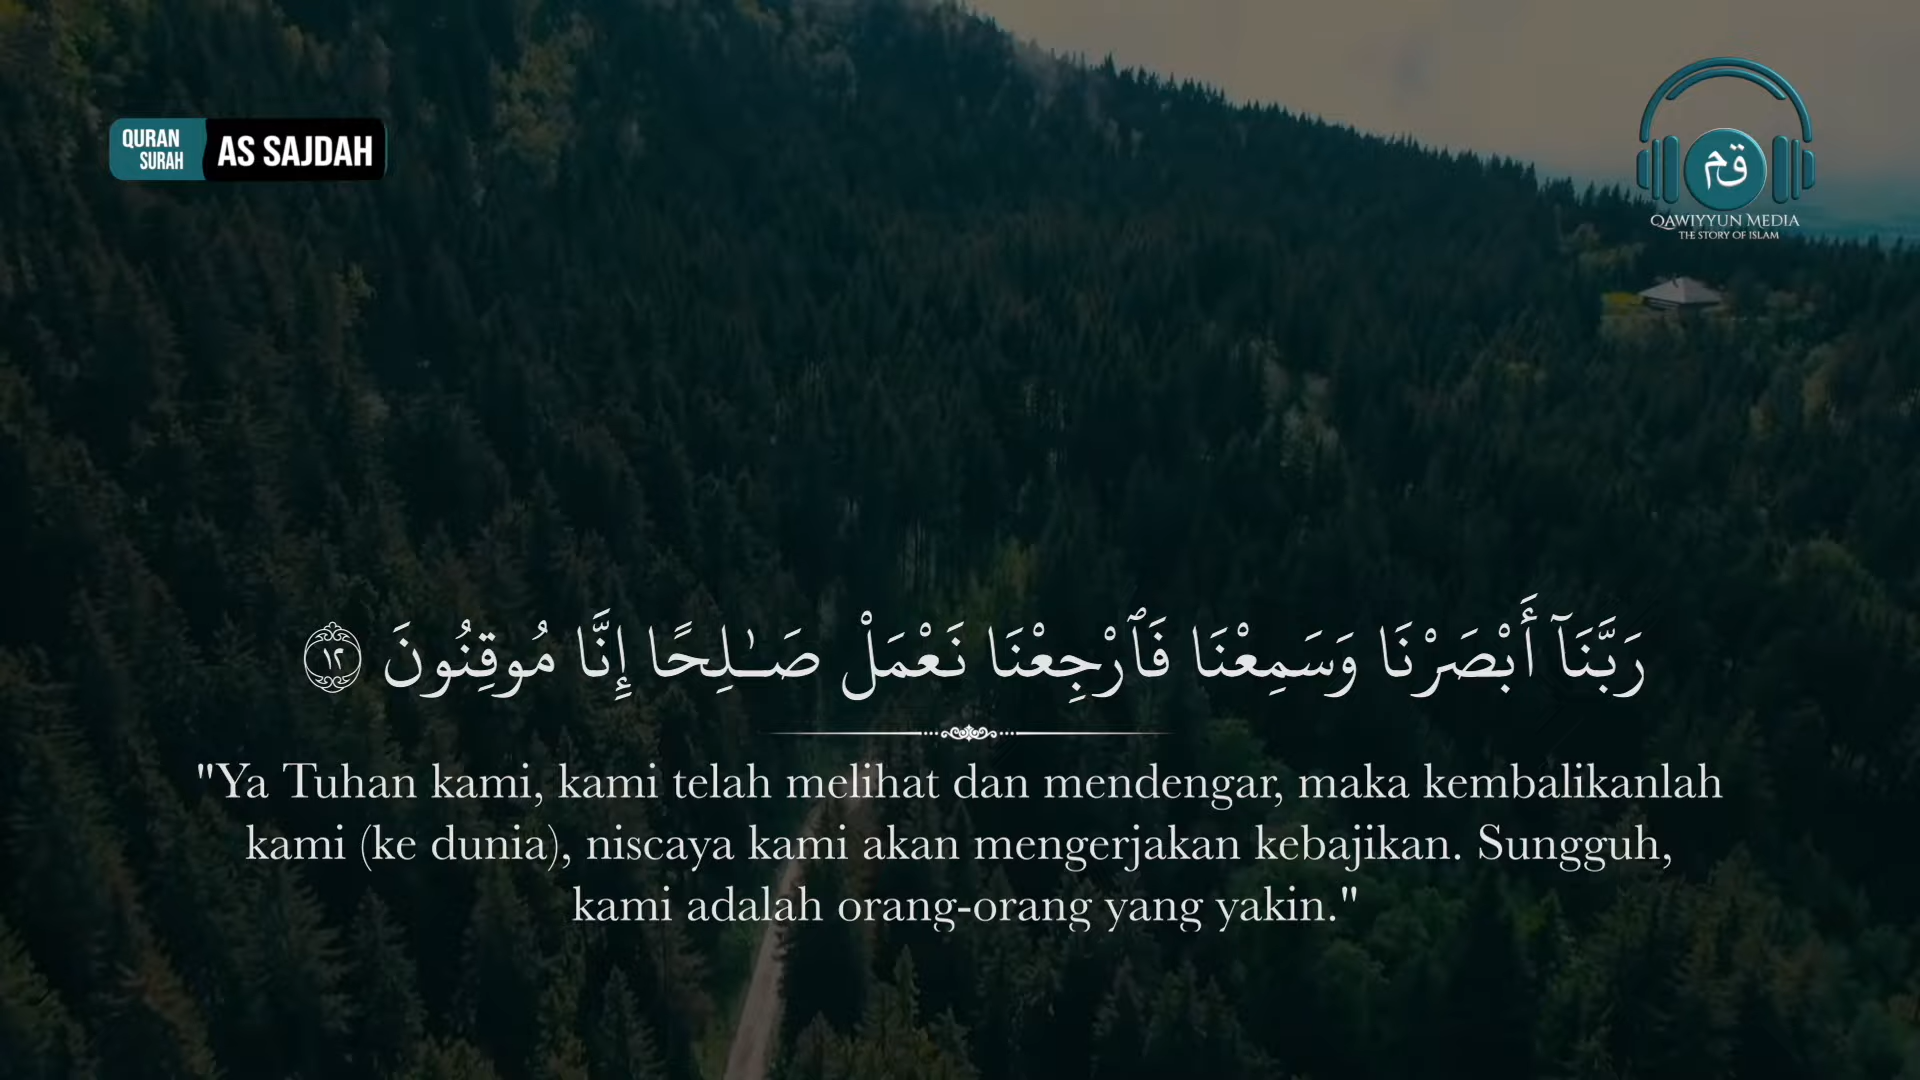 QURAN
SURAH
AS SAJDAH
قم
QAWIYYUN MEDIA
THE STORY OF ISLAM
رَبَّنَآ أَبْصَرْنَا وَسَمِعْنَا فَٱرْجِعْنَا نَعْمَلْ صَـٰلِحًا إِنَّا مُوقِنُونَ ١٢
"Ya Tuhan kami, kami telah melihat dan mendengar, maka kembalikanlah
kami (ke dunia), niscaya kami akan mengerjakan kebajikan. Sungguh,
kami adalah orang-orang yang yakin."